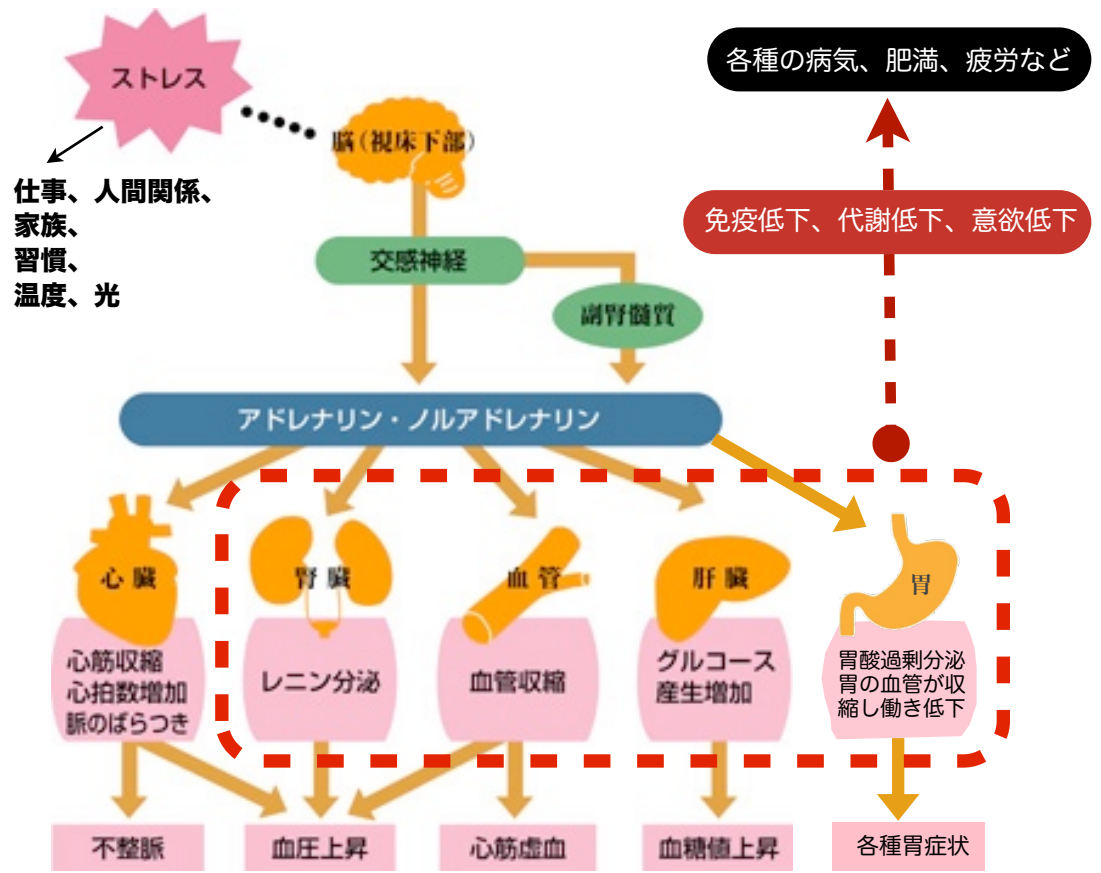 ストレス
各種の病気、肥満、疲労など
脳(視床下部)
仕事、人間関係、
家族、
習慣、
温度、光
免疫低下、代謝低下、意欲低下
交感神経
副腎髄質
アドレナリン・ノルアドレナリン
心臓
心筋収縮
心拍数増加
脈のばらつき
腎臓
レニン分泌
血管
血管収縮
肝臓
グルコース
産生増加
胃
胃酸過剰分泌
胃の血管が収
縮し働き低下
不整脈
血圧上昇
心筋虚血
血糖値上昇
各種胃症状